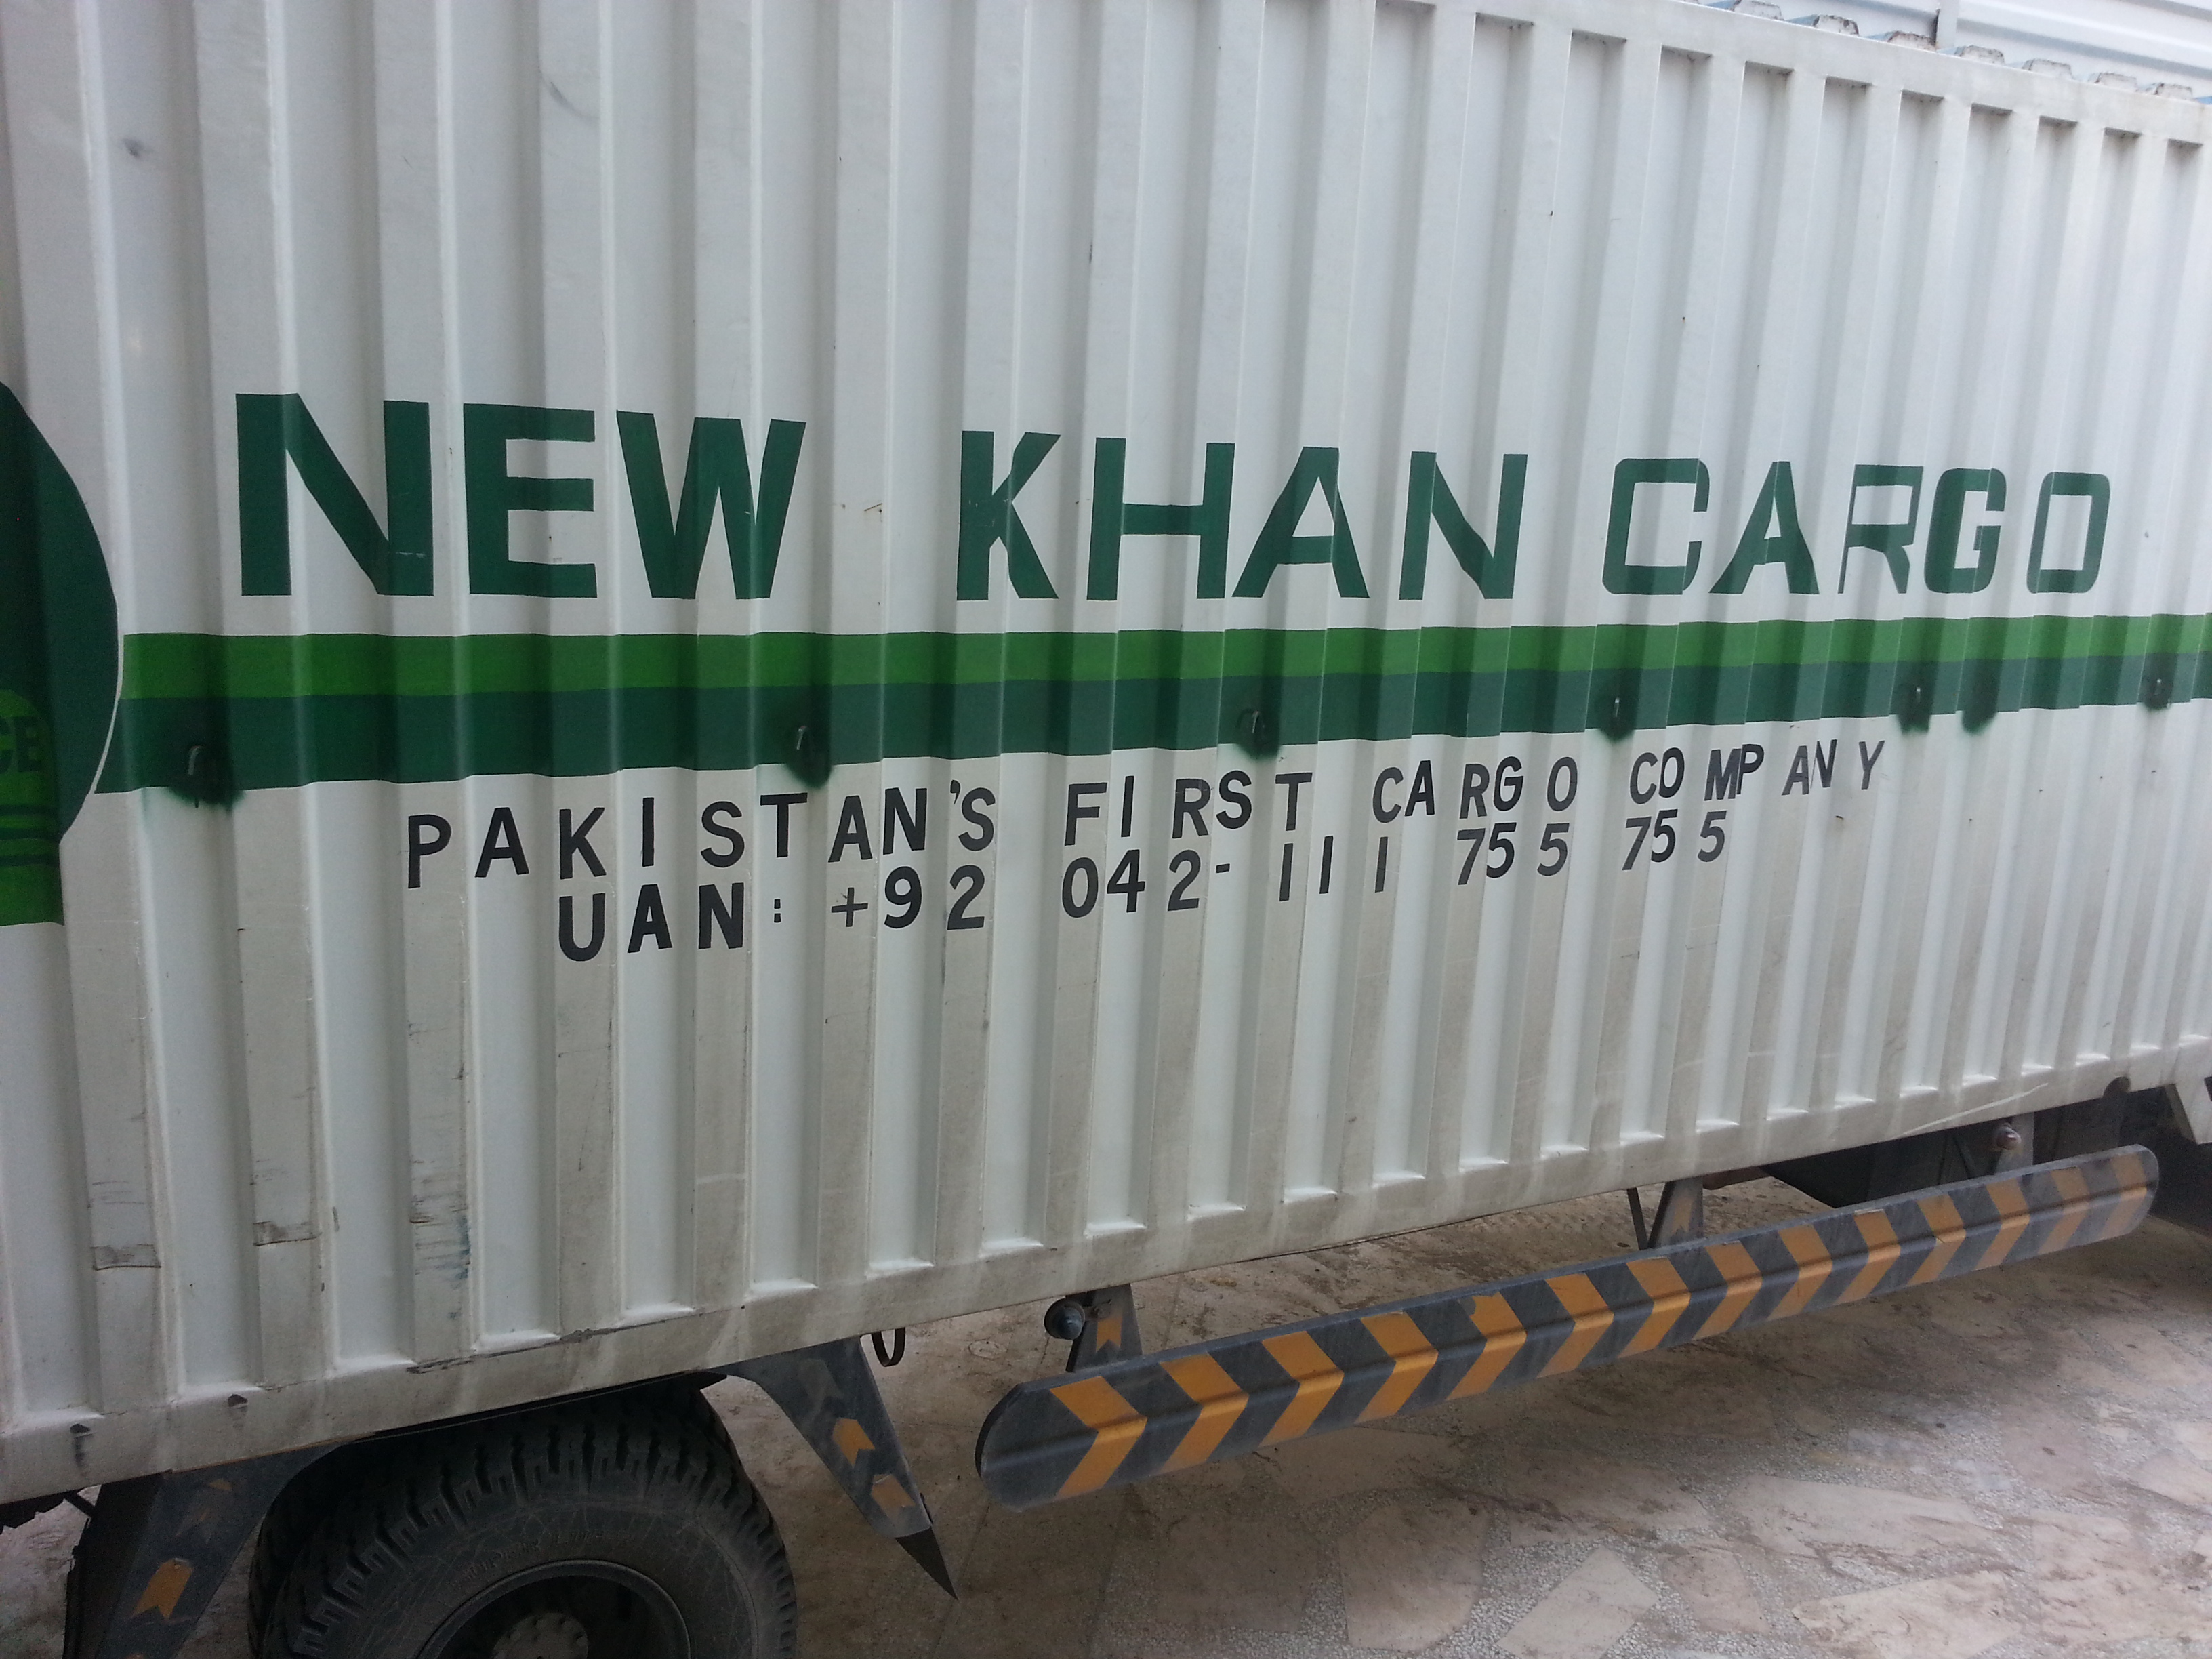 NEW KHAN CARGO
PAKISTAN'S FIRST CARGO COMPANY
UAN: +92 042-111 755 755